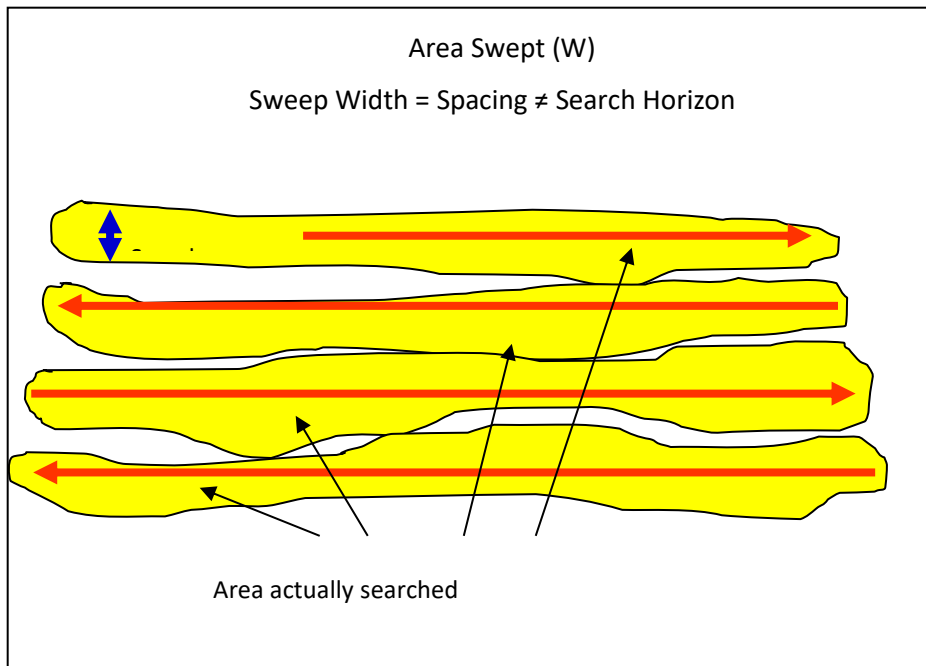 Area Swept (W)
Sweep Width = Spacing ≠ Search Horizon
Area actually searched